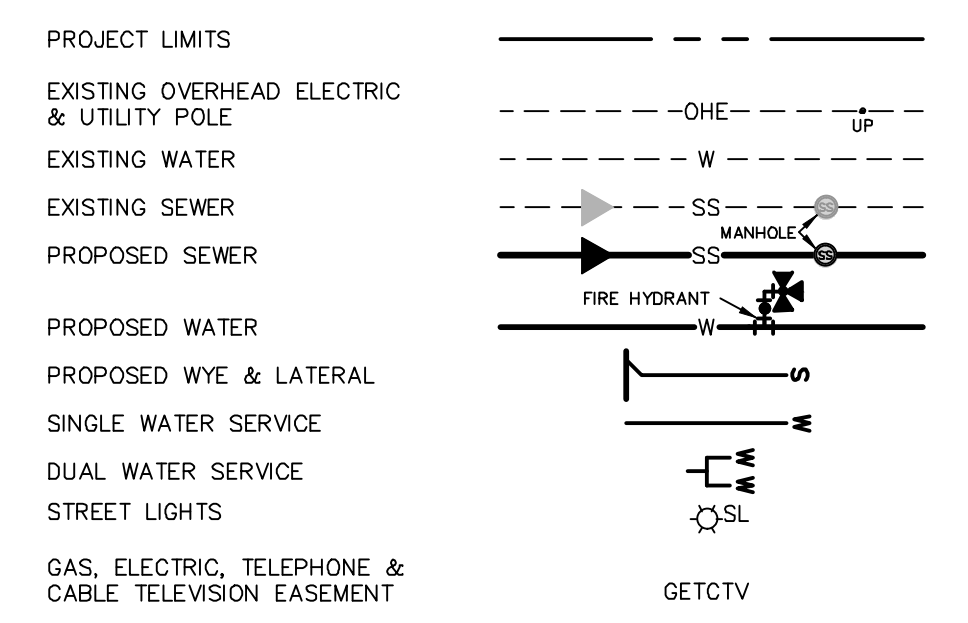 PROJECT LIMITS
EXISTING OVERHEAD ELECTRIC
& UTILITY POLE
OHE
UP
EXISTING WATER
W
EXISTING SEWER
SS
SS
MANHOLE
PROPOSED SEWER
SS
SS
FIRE HYDRANT
PROPOSED WATER
W
PROPOSED WYE & LATERAL
S
SINGLE WATER SERVICE
W
DUAL WATER SERVICE
W
W
STREET LIGHTS
SL
GAS, ELECTRIC, TELEPHONE &
CABLE TELEVISION EASEMENT
GETCTV